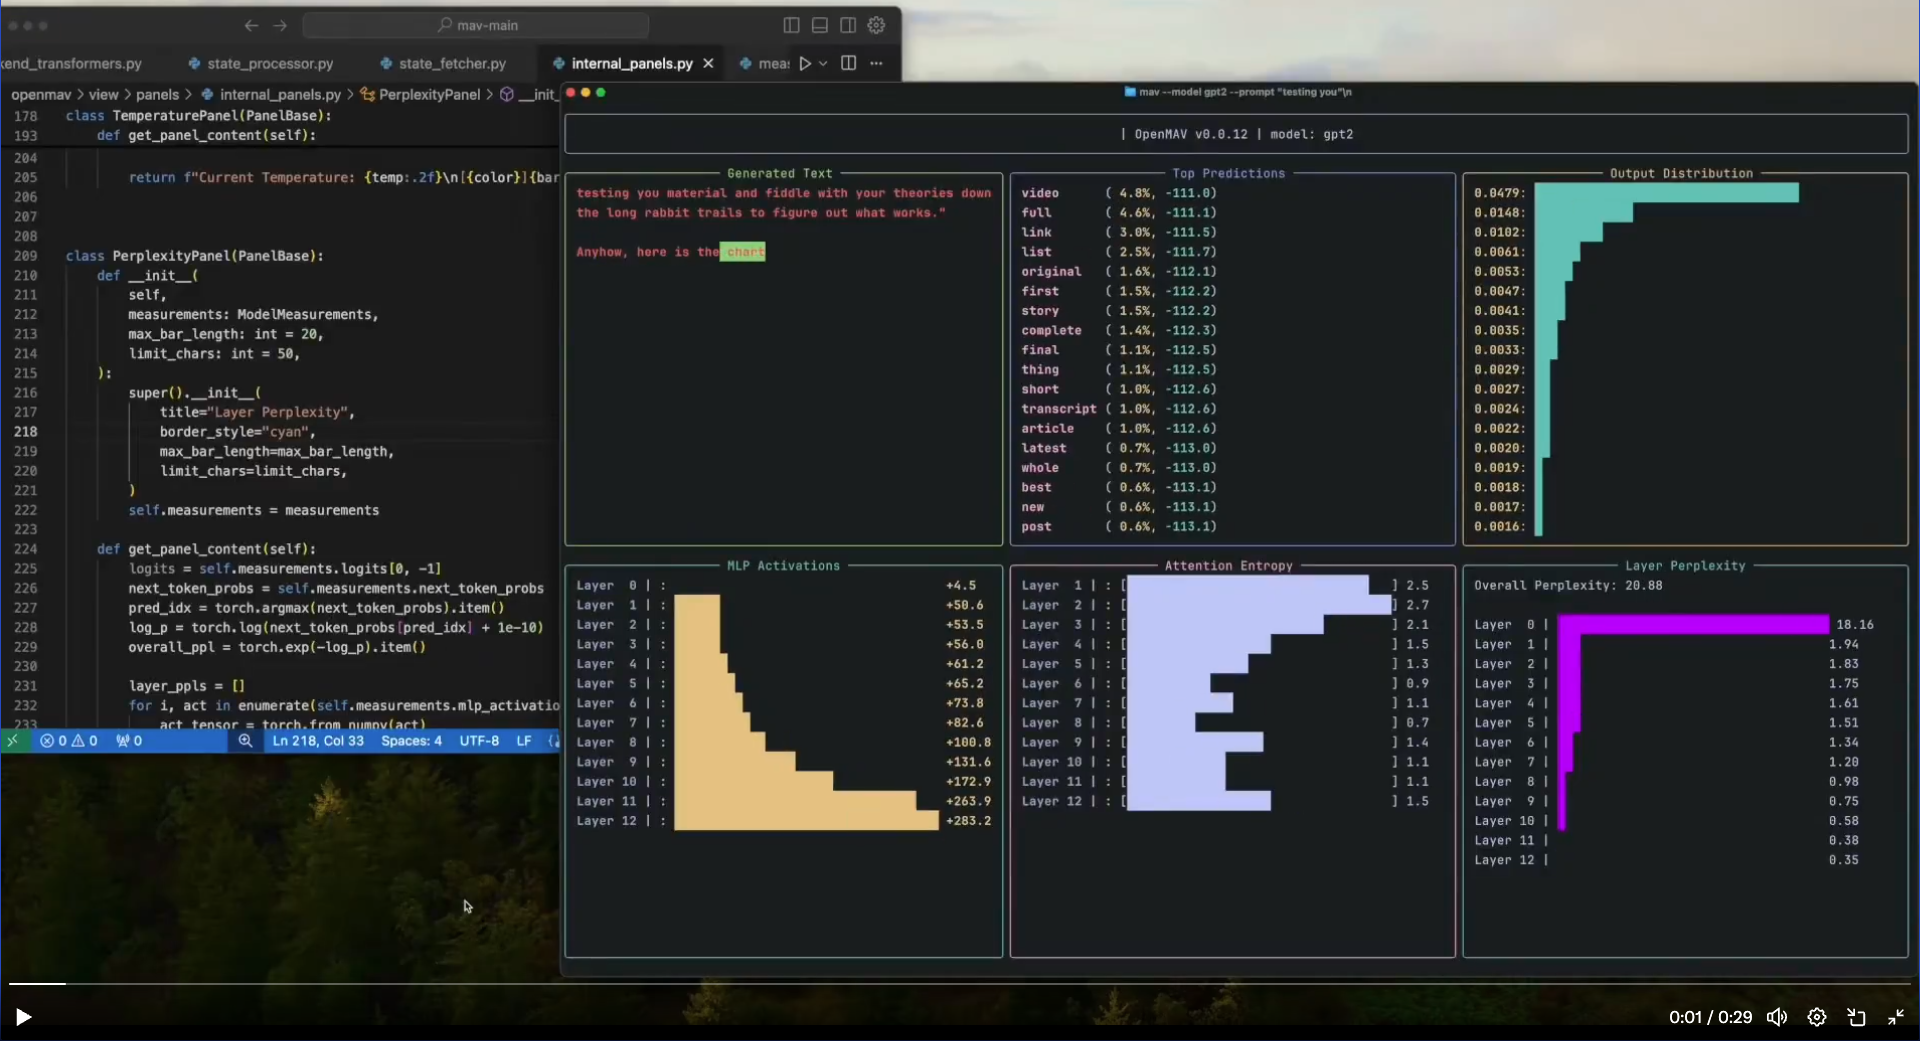 mav-main
end_transformers.py
state_processor.py
state_fetcher.py
internal_panels.py
meas
openmav > view > panels > internal_panels.py > PerplexityPanel > __init_
178 class TemperaturePanel(PanelBase):
193 def get_panel_content(self):
204
205 return f"Current Temperature: {temp:.2f}\n[{color}]{bar
206
207
208
209 class PerplexityPanel(PanelBase):
210 def __init__(
211 self,
212 measurements: ModelMeasurements,
213 max_bar_length: int = 20,
214 limit_chars: int = 50,
215 ):
216 super().__init__(
217 title="Layer Perplexity",
218 border_style="cyan",
219 max_bar_length=max_bar_length,
220 limit_chars=limit_chars,
221 )
222 self.measurements = measurements
223
224 def get_panel_content(self):
225 logits = self.measurements.logits[0, -1]
226 next_token_probs = self.measurements.next_token_probs
227 pred_idx = torch.argmax(next_token_probs).item()
228 log_p = torch.log(next_token_probs[pred_idx] + 1e-10)
229 overall_ppl = torch.exp(-log_p).item()
230
231 layer_ppls = []
232 for i, act in enumerate(self.measurements.mlp_activatio
233 act_tensor = torch.from_numpy(act)
0 0 0 Ln 218, Col 33 Spaces: 4 UTF-8 LF {
mav --model gpt2 --prompt "testing you"\n
| OpenMAV v0.0.12 | model: gpt2
Generated Text
testing you material and fiddle with your theories down
the long rabbit trails to figure out what works."
Anyhow, here is the chart
Top Predictions
video ( 4.8%, -111.0)
full ( 4.6%, -111.1)
link ( 3.0%, -111.5)
list ( 2.5%, -111.7)
original ( 1.6%, -112.1)
first ( 1.5%, -112.2)
story ( 1.5%, -112.2)
complete ( 1.4%, -112.3)
final ( 1.1%, -112.5)
thing ( 1.1%, -112.5)
short ( 1.0%, -112.6)
transcript ( 1.0%, -112.6)
article ( 1.0%, -112.6)
latest ( 0.7%, -113.0)
whole ( 0.7%, -113.0)
best ( 0.6%, -113.1)
new ( 0.6%, -113.1)
post ( 0.6%, -113.1)
Output Distribution
0.0479:
0.0148:
0.0102:
0.0061:
0.0053:
0.0047:
0.0041:
0.0035:
0.0033:
0.0029:
0.0027:
0.0024:
0.0022:
0.0020:
0.0019:
0.0018:
0.0017:
0.0016:
MLP Activations
Layer 0 | : +4.5
Layer 1 | : +50.6
Layer 2 | : +53.5
Layer 3 | : +56.0
Layer 4 | : +61.2
Layer 5 | : +65.2
Layer 6 | : +73.8
Layer 7 | : +82.6
Layer 8 | : +100.8
Layer 9 | : +131.6
Layer 10 | : +172.9
Layer 11 | : +263.9
Layer 12 | : +283.2
Attention Entropy
Layer 1 | : [ ] 2.5
Layer 2 | : [ ] 2.7
Layer 3 | : [ ] 2.1
Layer 4 | : [ ] 1.5
Layer 5 | : [ ] 1.3
Layer 6 | : [ ] 0.9
Layer 7 | : [ ] 1.1
Layer 8 | : [ ] 0.7
Layer 9 | : [ ] 1.4
Layer 10 | : [ ] 1.1
Layer 11 | : [ ] 1.1
Layer 12 | : [ ] 1.5
Layer Perplexity
Overall Perplexity: 20.88
Layer 0 | 18.16
Layer 1 | 1.94
Layer 2 | 1.83
Layer 3 | 1.75
Layer 4 | 1.61
Layer 5 | 1.51
Layer 6 | 1.34
Layer 7 | 1.20
Layer 8 | 0.98
Layer 9 | 0.75
Layer 10 | 0.58
Layer 11 | 0.38
Layer 12 | 0.35
0:01 / 0:29